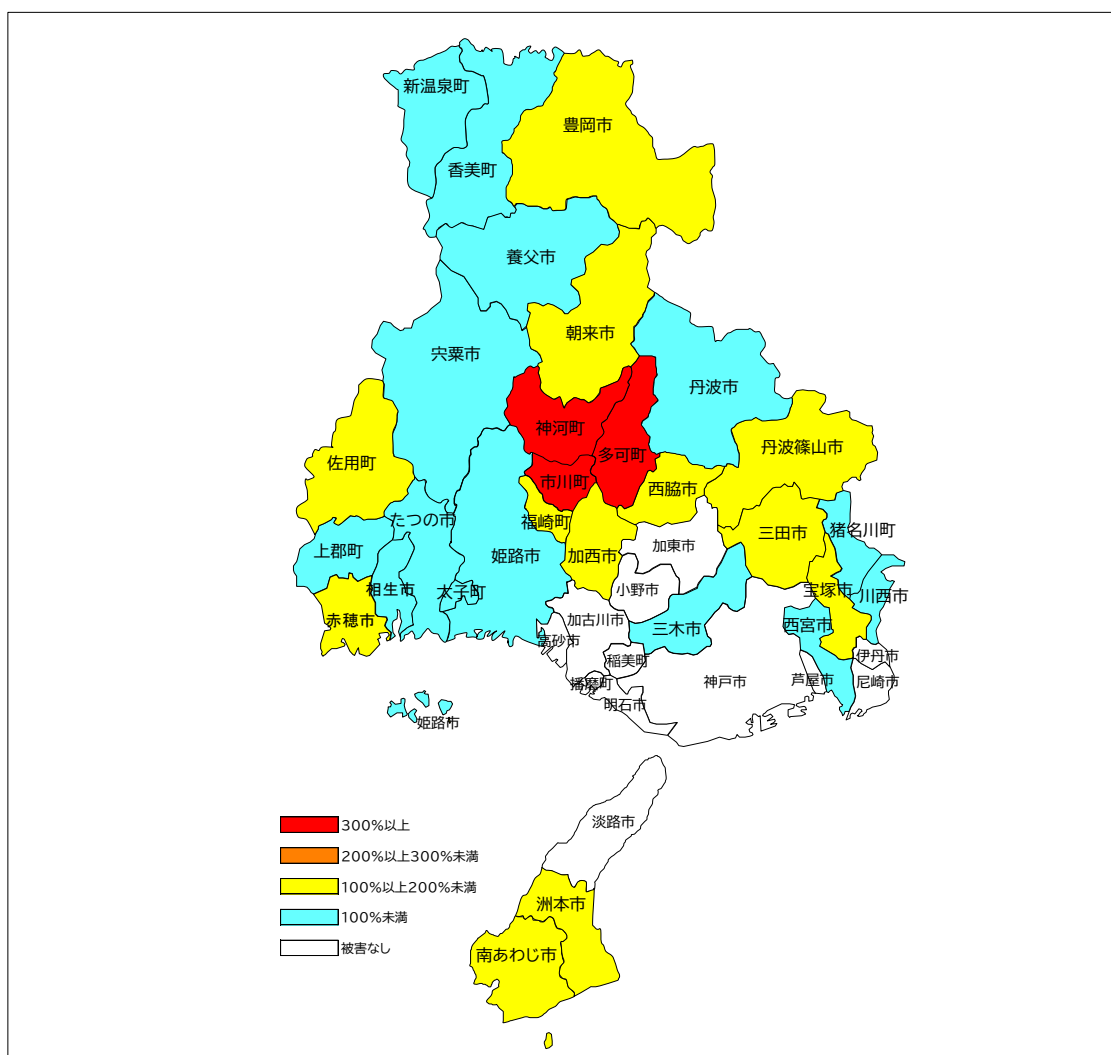 新温泉町
豊岡市
香美町
養父市
朝来市
宍粟市
丹波市
神河町
丹波篠山市
多可町
佐用町
市川町
西脇市
たつの市
福崎町
猪名川町
三田市
上郡町
姫路市
加西市
加東市
相生市
太子町
小野市
宝塚市
川西市
赤穂市
加古川市
三木市
西宮市
高砂市
稲美町
伊丹市
播磨町
神戸市
芦屋市
尼崎市
明石市
姫路市
淡路市
300%以上
200%以上300%未満
100%以上200%未満
洲本市
100%未満
被害なし
南あわじ市